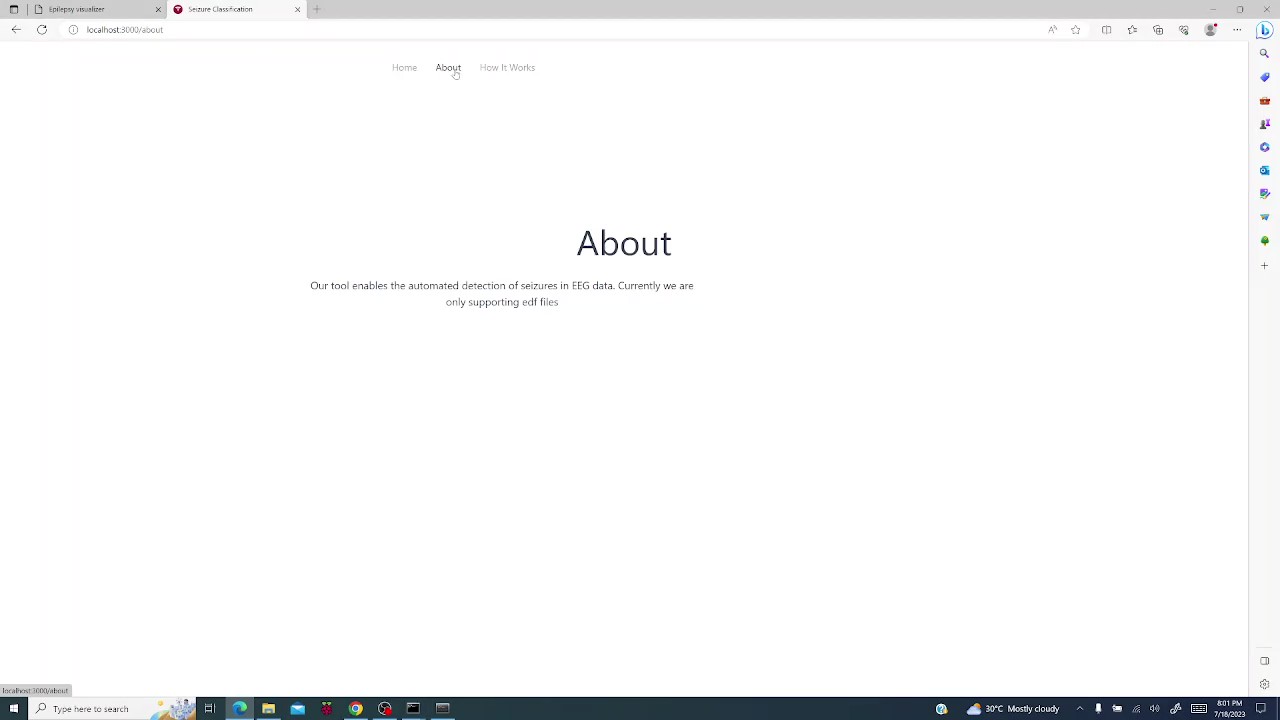 Epilepsy visualizer
Seizure Classification
localhost:3000/about
Home
About
How It Works
About
Our tool enables the automated detection of seizures in EEG data. Currently we are
only supporting edf files
localhost:3000/about
Type here to search
30°C Mostly cloudy
8:01 PM
7/18/2023